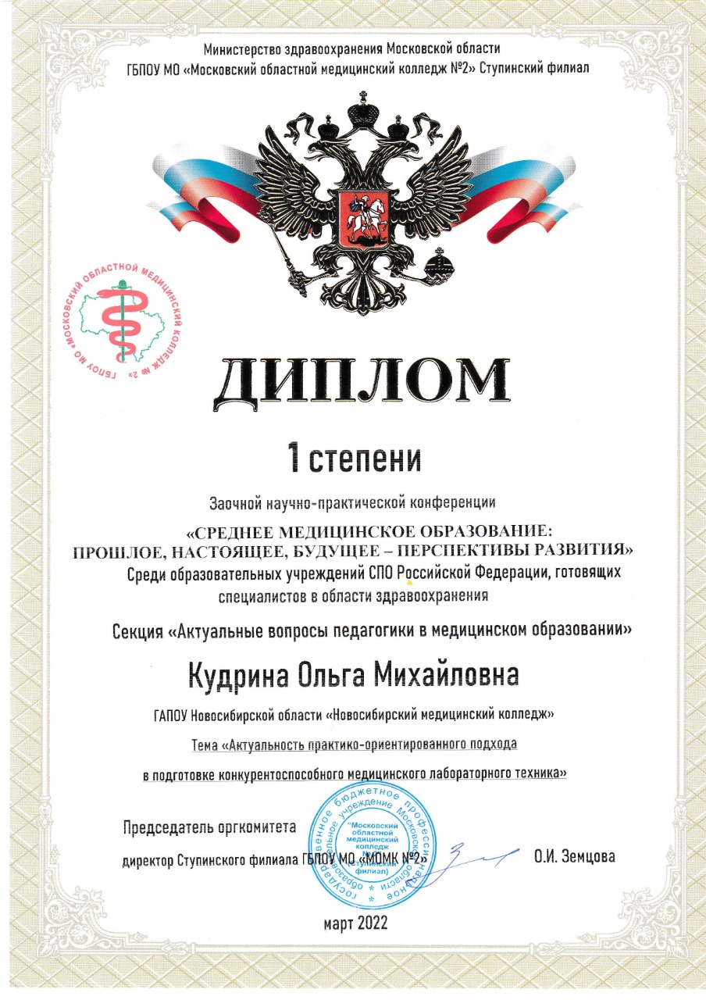 Министерство здравоохранения Московской области
ГБПОУ МО «Московский областной медицинский колледж №2» Ступинский филиал
ГБПОУ МО «МОСКОВСКИЙ ОБЛАСТНОЙ МЕДИЦИНСКИЙ КОЛЛЕДЖ № 2»
ДИПЛОМ
1 степени
Заочной научно-практической конференции
«СРЕДНЕЕ МЕДИЦИНСКОЕ ОБРАЗОВАНИЕ:
ПРОШЛОЕ, НАСТОЯЩЕЕ, БУДУЩЕЕ – ПЕРСПЕКТИВЫ РАЗВИТИЯ»
Среди образовательных учреждений СПО Российской Федерации, готовящих
специалистов в области здравоохранения
Секция «Актуальные вопросы педагогики в медицинском образовании»
Кудрина Ольга Михайловна
ГАПОУ Новосибирской области «Новосибирский медицинский колледж»
Тема «Актуальность практико-ориентированного подхода
в подготовке конкурентоспособного медицинского лабораторного техника»
Председатель оргкомитета
директор Ступинского филиала ГБПОУ МО «МОМК №2» О.И. Земцова
Государственное бюджетное профессиональное
образовательное учреждение Московской области
"Московский
областной
медицинский
колледж
(Ступинский
филиал)
март 2022